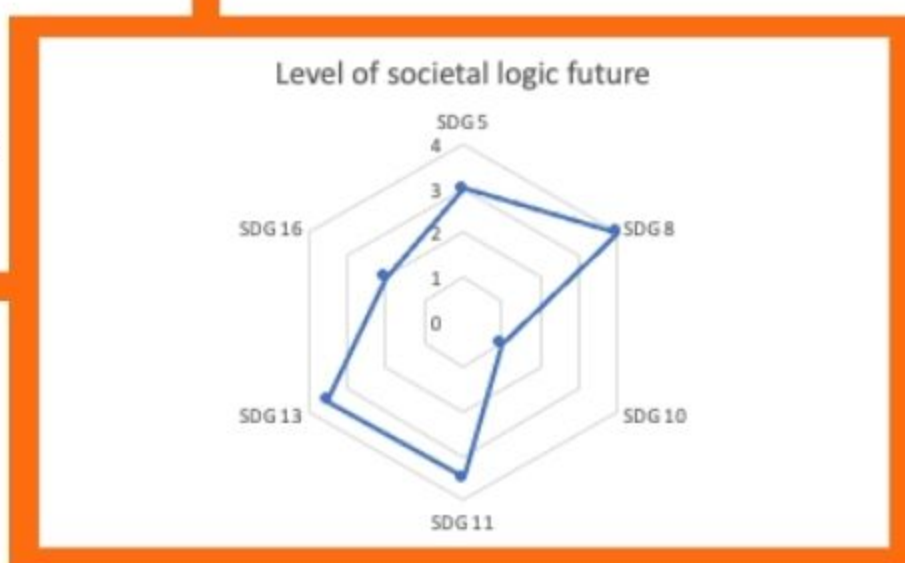 Level of societal logic future
SDG 5
4
3
2
1
0
SDG 8
SDG 10
SDG 11
SDG 13
SDG 16